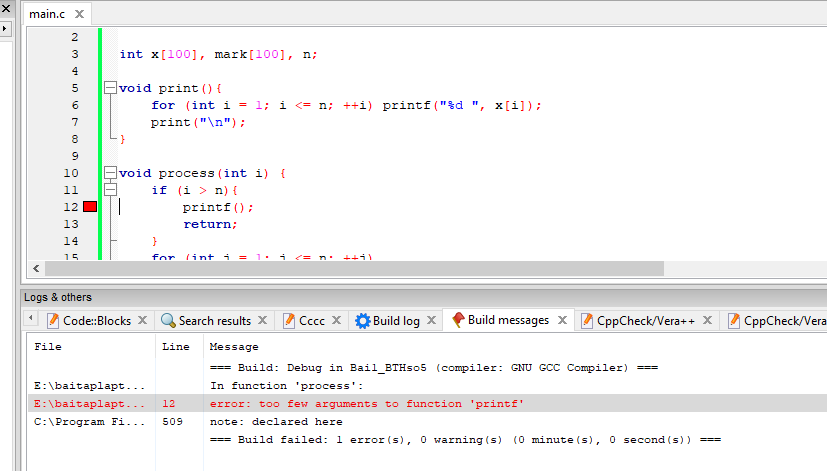 main.c
2
3 int x[100], mark[100], n;
4
5 void print(){
6 for (int i = 1; i <= n; ++i) printf("%d ", x[i]);
7 print("\n");
8 }
9
10 void process(int i) {
11 if (i > n){
12 printf();
13 return;
14 }
15 for (int j = 1; j <= n; ++j)
Logs & others
Code::Blocks Search results Cccc Build log Build messages CppCheck/Vera++ CppCheck/Vera
File Line Message
=== Build: Debug in Bai1_BTHso5 (compiler: GNU GCC Compiler) ===
E:\baitaplapt... In function 'process':
E:\baitaplapt... 12 error: too few arguments to function 'printf'
C:\Program Fi... 509 note: declared here
=== Build failed: 1 error(s), 0 warning(s) (0 minute(s), 0 second(s)) ===